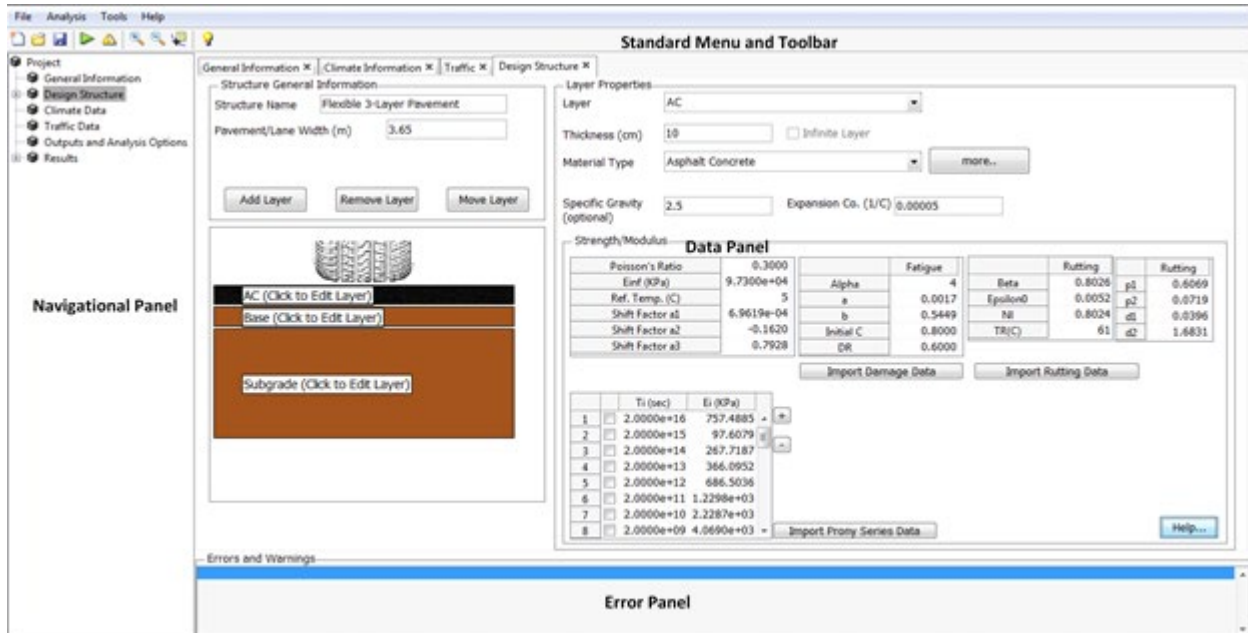 File Analysis Tools Help
Standard Menu and Toolbar
Project
General Information
Design Structure
Climate Data
Traffic Data
Outputs and Analysis Options
Results
Navigational Panel
General Information Climate Information Traffic Design Structure
Structure General Information
Structure Name Flexible 3-Layer Pavement
Pavement/Lane Width (m) 3.65
Add Layer Remove Layer Move Layer
AC (Click to Edit Layer)
Base (Click to Edit Layer)
Subgrade (Click to Edit Layer)
Layer Properties
Layer AC
Thickness (cm) 10 Infinite Layer
Material Type Asphalt Concrete more..
Specific Gravity (optional) 2.5 Expansion Co. (1/C) 0.00005
Strength/Modulus
Data Panel
Poisson's Ratio 0.3000
Einf (KPa) 9.7300e+04
Ref. Temp. (C) 5
Shift Factor a1 6.9619e-04
Shift Factor a2 -0.1620
Shift Factor a3 0.7928
Fatigue
Alpha 4
a 0.0017
b 0.5449
Initial C 0.8000
DR 0.6000
Rutting
Beta 0.8026
Epsilon0 0.0052
NI 0.8024
TR(C) 61
Rutting
p1 0.6069
p2 0.0719
d1 0.0396
d2 1.6831
Import Damage Data Import Rutting Data
Ti (sec) Ei (KPa)
1 2.0000e+16 757.4885
2 2.0000e+15 97.6079
3 2.0000e+14 267.7187
4 2.0000e+13 366.0952
5 2.0000e+12 686.5036
6 2.0000e+11 1.2298e+03
7 2.0000e+10 2.2287e+03
8 2.0000e+09 4.0690e+03
+
-
Import Prony Series Data
Help...
Errors and Warnings
Error Panel